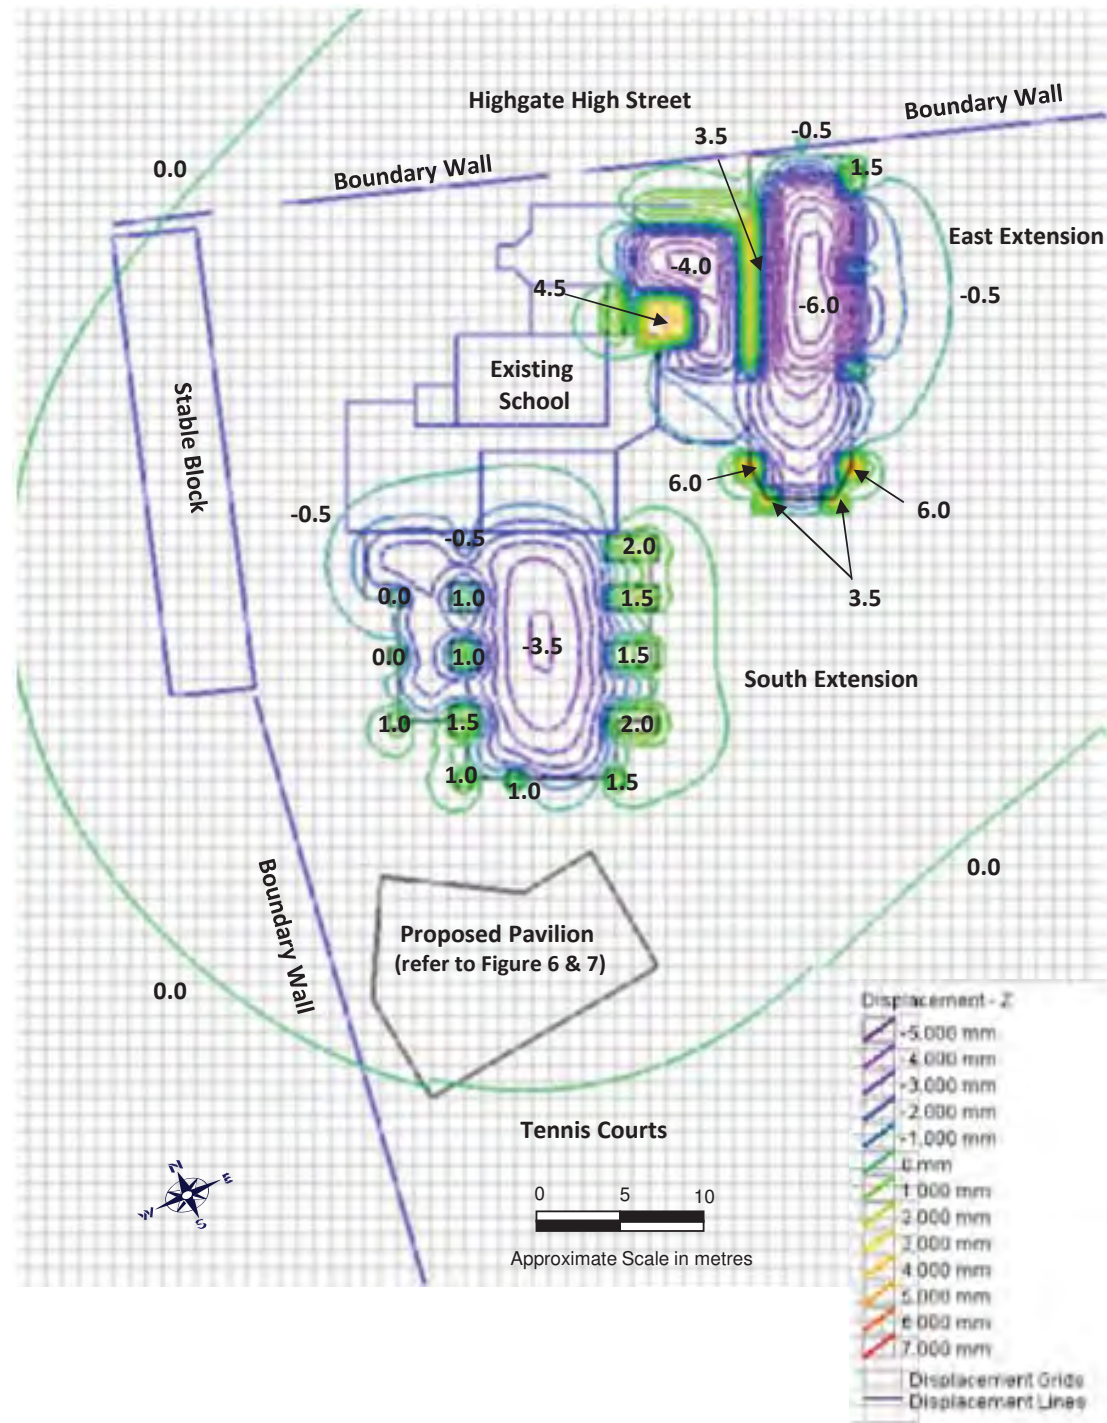 Highgate High Street
Boundary Wall
-0.5
3.5
0.0
Boundary Wall
1.5
East Extension
-4.0
4.5
-0.5
-6.0
Existing
School
Stable Block
6.0
6.0
-0.5
-0.5
2.0
3.5
0.0
1.0
1.5
-3.5
0.0
1.0
1.5
South Extension
1.0
1.5
2.0
1.0
1.0
1.5
0.0
Boundary Wall
Proposed Pavilion
(refer to Figure 6 & 7)
0.0
Displacement - Z
-5.000 mm
-4.000 mm
-3.000 mm
-2.000 mm
-1.000 mm
0 mm
1.000 mm
2.000 mm
3.000 mm
4.000 mm
5.000 mm
6.000 mm
7.000 mm
Displacement Grids
Displacement Lines
Tennis Courts
N
E
W
S
0 5 10
Approximate Scale in metres